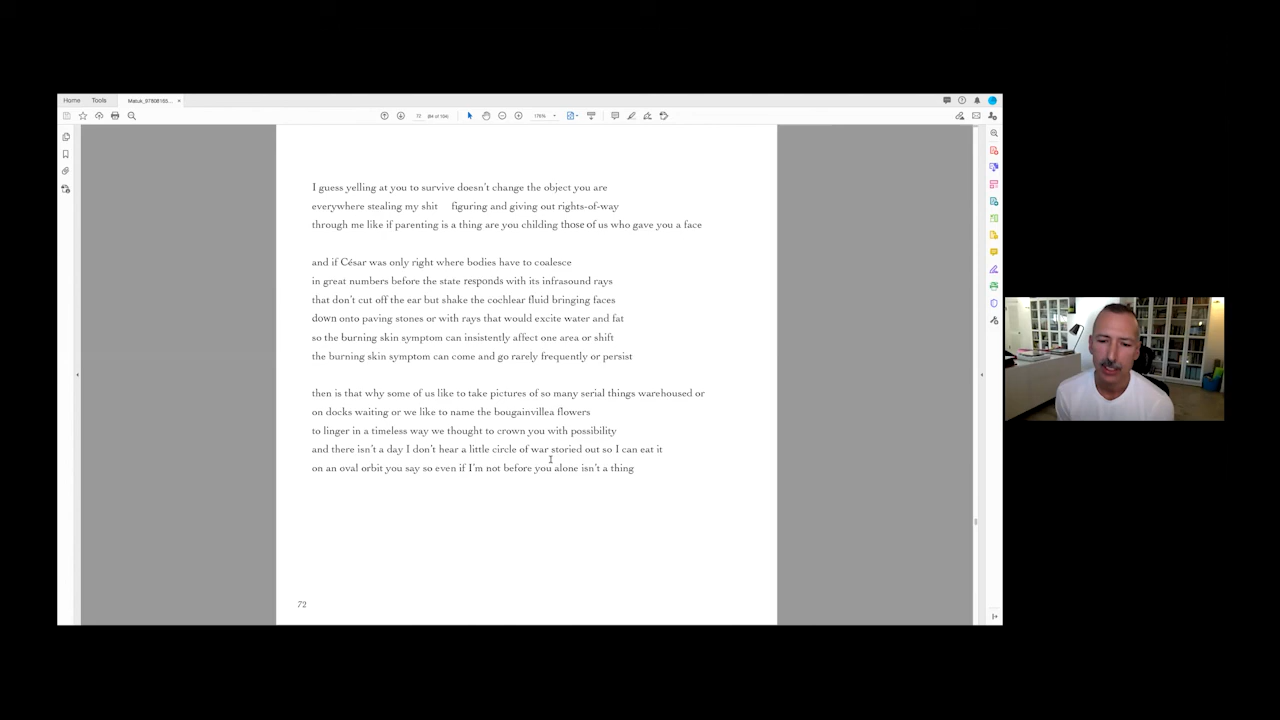 Home Tools Matuk_97808165... ×
72 (84 of 104) 176%
I guess yelling at you to survive doesn't change the object you are
everywhere stealing my shit figuring and giving out rights-of-way
through me like if parenting is a thing are you childing those of us who gave you a face
and if César was only right where bodies have to coalesce
in great numbers before the state responds with its infrasound rays
that don't cut off the ear but shake the cochlear fluid bringing faces
down onto paving stones or with rays that would excite water and fat
so the burning skin symptom can insistently affect one area or shift
the burning skin symptom can come and go rarely frequently or persist
then is that why some of us like to take pictures of so many serial things warehoused or
on docks waiting or we like to name the bougainvillea flowers
to linger in a timeless way we thought to crown you with possibility
and there isn't a day I don't hear a little circle of war storied out so I can eat it
on an oval orbit you say so even if I'm not before you alone isn't a thing
72